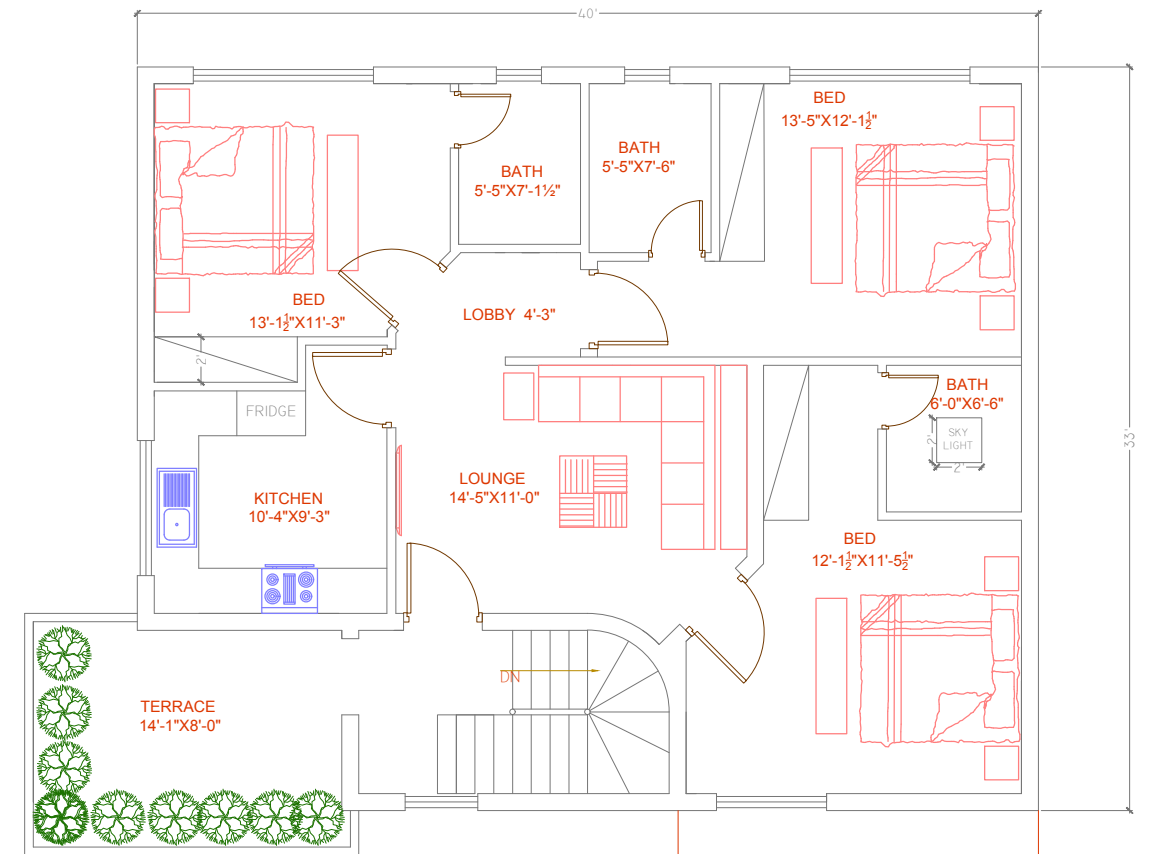 40'
BED
13'-5"X12'-1½"
BATH
5'-5"X7'-6"
BATH
5'-5"X7'-1½"
BED
13'-1½"X11'-3"
LOBBY 4'-3"
2'
FRIDGE
BATH
6'-0"X6'-6"
SKY
LIGHT
2'
2'
33'
LOUNGE
14'-5"X11'-0"
KITCHEN
10'-4"X9'-3"
BED
12'-1½"X11'-5½"
DN
TERRACE
14'-1"X8'-0"